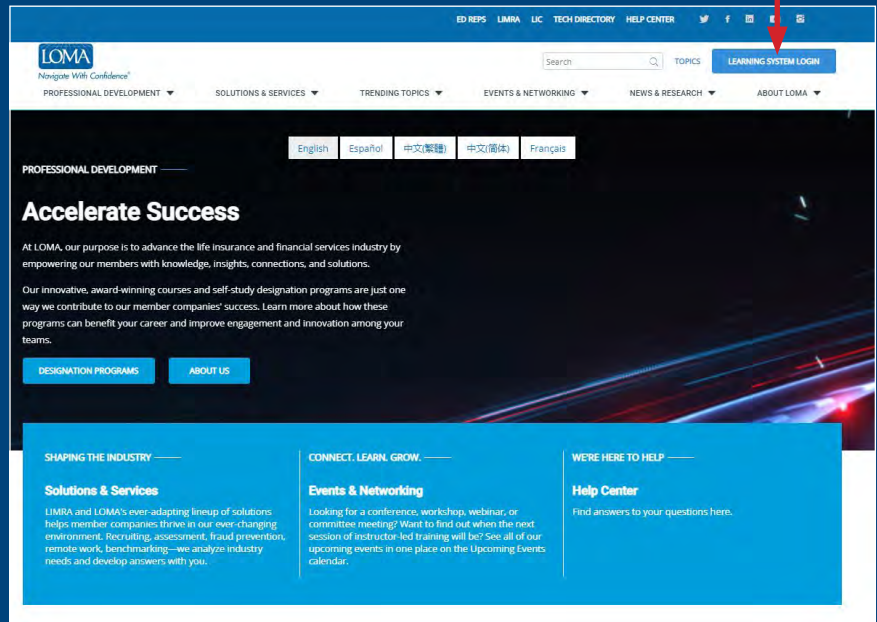 ED REPS LIMRA LIC TECH DIRECTORY HELP CENTER
LOMA
Navigate With Confidence®
Search
TOPICS
LEARNING SYSTEM LOGIN
PROFESSIONAL DEVELOPMENT SOLUTIONS & SERVICES TRENDING TOPICS EVENTS & NETWORKING NEWS & RESEARCH ABOUT LOMA
English Español 中文(繁體) 中文(简体) Français
PROFESSIONAL DEVELOPMENT
Accelerate Success
At LOMA, our purpose is to advance the life insurance and financial services industry by
empowering our members with knowledge, insights, connections, and solutions.
Our innovative, award-winning courses and self-study designation programs are just one
way we contribute to our member companies' success. Learn more about how these
programs can benefit your career and improve engagement and innovation among your
teams.
DESIGNATION PROGRAMS ABOUT US
SHAPING THE INDUSTRY
Solutions & Services
LIMRA and LOMA's ever-adapting lineup of solutions
helps member companies thrive in our ever-changing
environment. Recruiting, assessment, fraud prevention,
remote work, benchmarking—we analyze industry
needs and develop answers with you.
CONNECT. LEARN. GROW.
Events & Networking
Looking for a conference, workshop, webinar, or
committee meeting? Want to find out when the next
session of instructor-led training will be? See all of our
upcoming events in one place on the Upcoming Events
calendar.
WE'RE HERE TO HELP
Help Center
Find answers to your questions here.